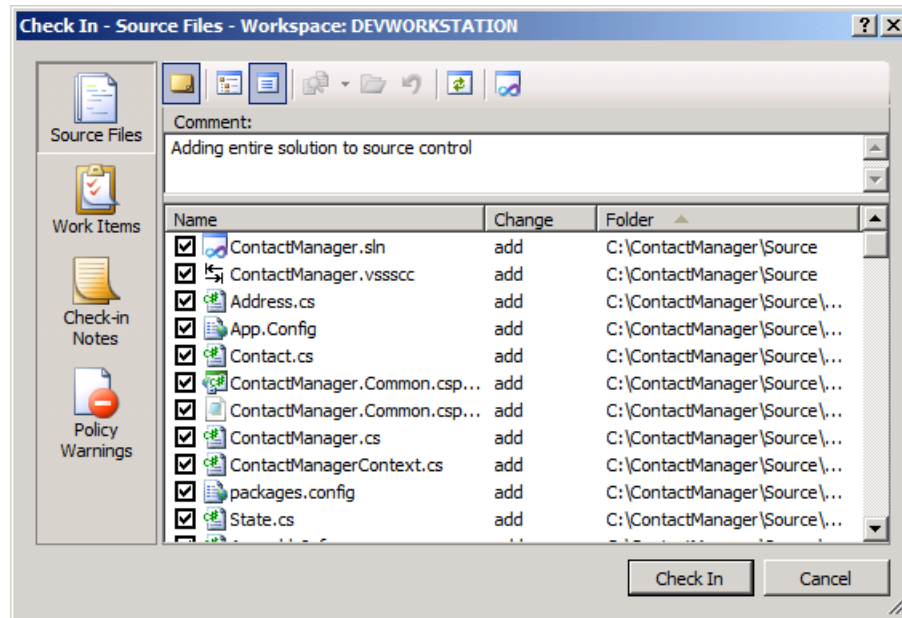 Check In - Source Files - Workspace: DEVWORKSTATION
Source Files
Work Items
Check-in
Notes
Policy
Warnings
Comment:
Adding entire solution to source control
Name Change Folder
ContactManager.sln add C:\ContactManager\Source
ContactManager.vssscc add C:\ContactManager\Source
Address.cs add C:\ContactManager\Source\...
App.Config add C:\ContactManager\Source\...
Contact.cs add C:\ContactManager\Source\...
ContactManager.Common.csp... add C:\ContactManager\Source\...
ContactManager.Common.csp... add C:\ContactManager\Source\...
ContactManager.cs add C:\ContactManager\Source\...
ContactManagerContext.cs add C:\ContactManager\Source\...
packages.config add C:\ContactManager\Source\...
State.cs add C:\ContactManager\Source\...
Check In Cancel